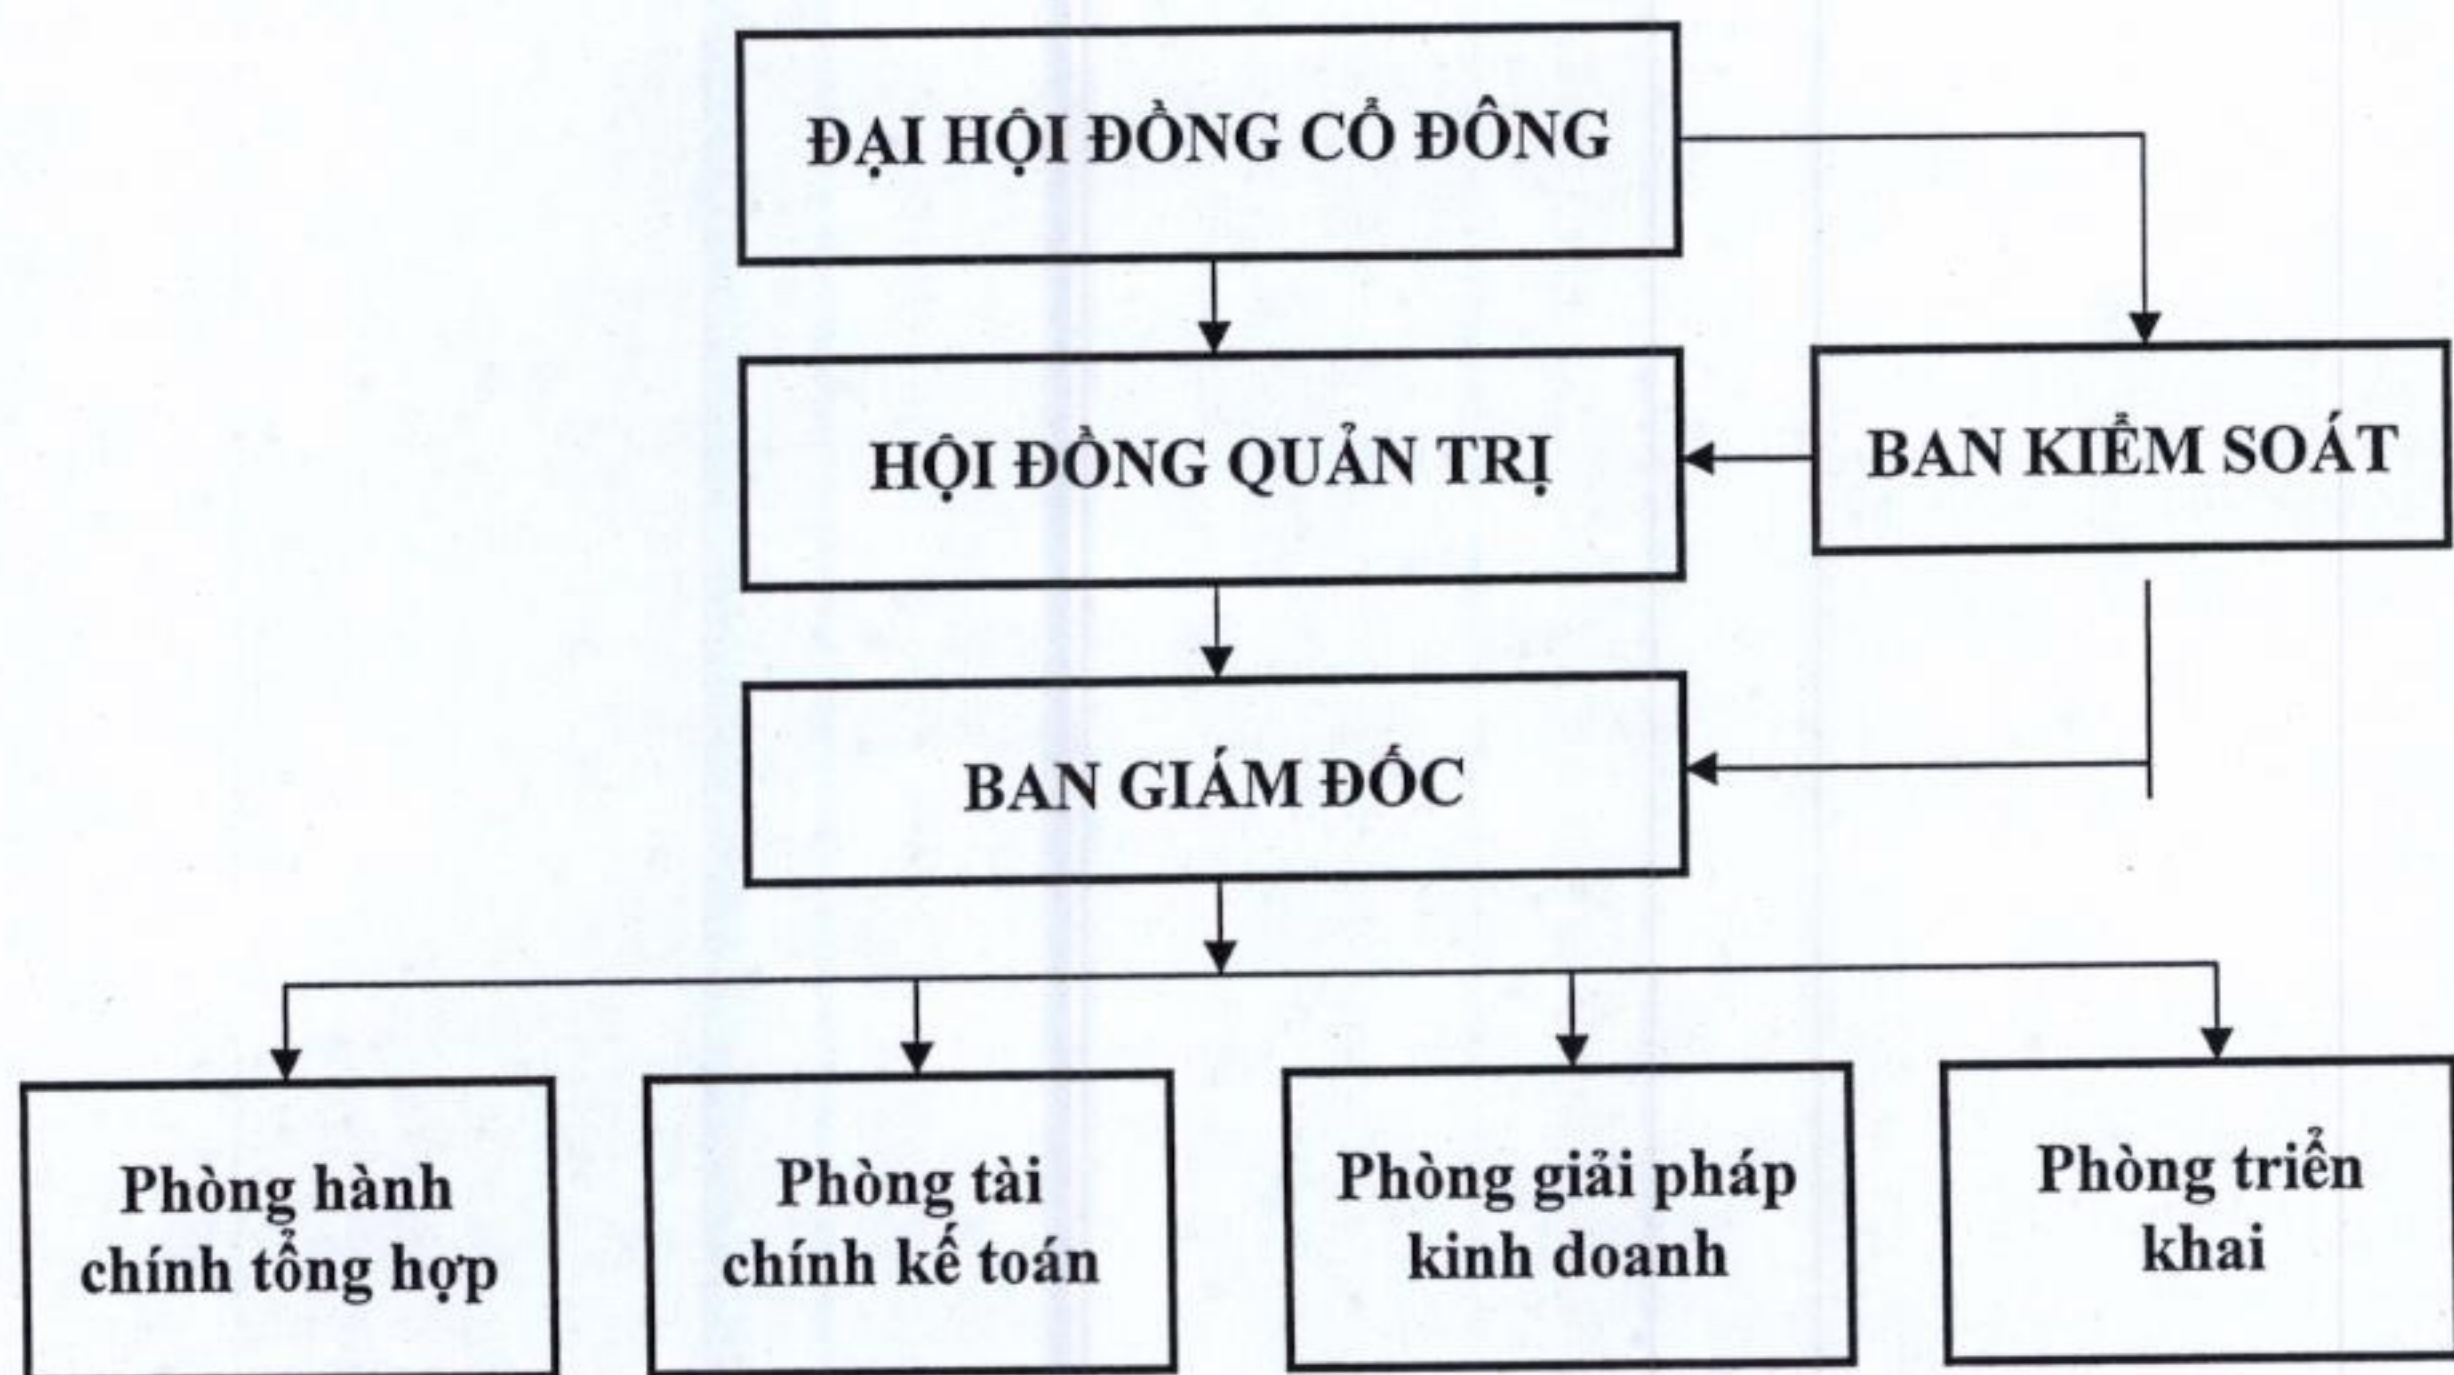 ĐẠI HỘI ĐỒNG CỔ ĐÔNG
HỘI ĐỒNG QUẢN TRỊ
BAN KIỂM SOÁT
BAN GIÁM ĐỐC
Phòng hành
chính tổng hợp
Phòng tài
chính kế toán
Phòng giải pháp
kinh doanh
Phòng triển
khai